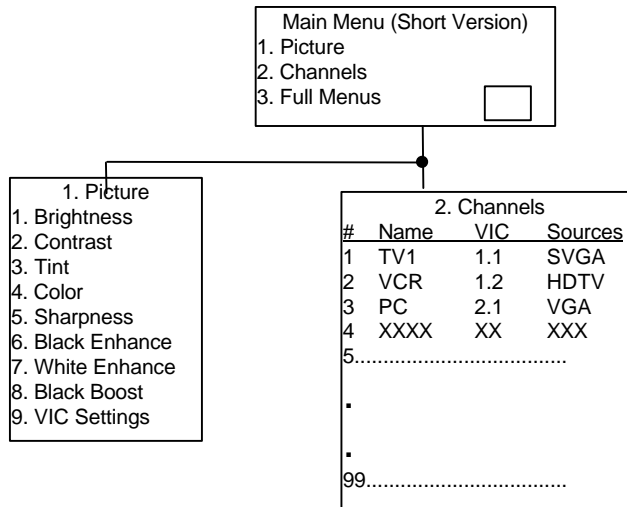 Main Menu (Short Version)
1. Picture
2. Channels
3. Full Menus
1. Picture
1. Brightness
2. Contrast
3. Tint
4. Color
5. Sharpness
6. Black Enhance
7. White Enhance
8. Black Boost
9. VIC Settings
2. Channels
# Name VIC Sources
1 TV1 1.1 SVGA
2 VCR 1.2 HDTV
3 PC 2.1 VGA
4 XXXX XX XXX
5.....................................
.
.
99...................................